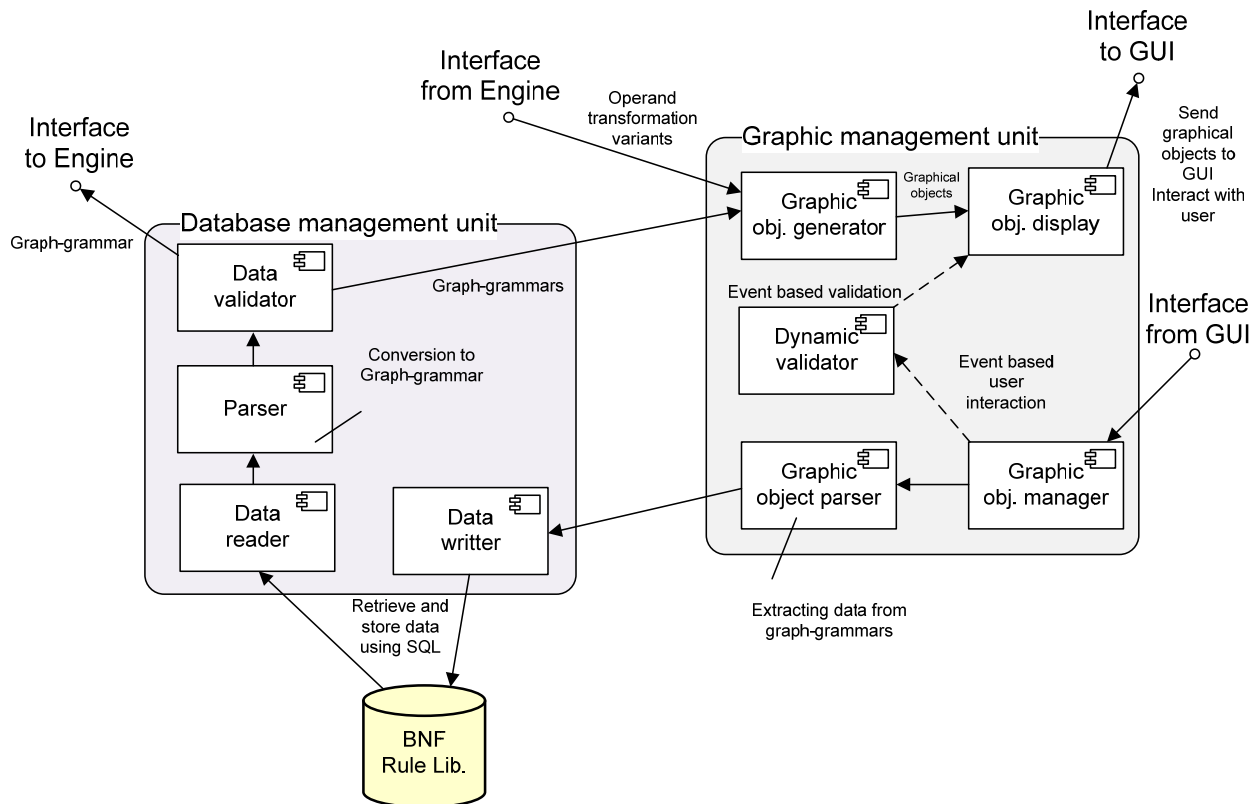 Interface
to GUI
Interface
from Engine
Operand
transformation
variants
Send
graphical
objects to
GUI
Interact with
user
Interface
to Engine
Graphic management unit
Graphic
obj. generator
Graphical
objects
Graphic
obj. display
Database management unit
Graph-grammar
Data
validator
Graph-grammars
Event based validation
Interface
from GUI
Dynamic
validator
Conversion to
Graph-grammar
Event based
user
interaction
Parser
Graphic
object parser
Graphic
obj. manager
Data
reader
Data
writter
Retrieve and
store data
using SQL
Extracting data from
graph-grammars
BNF
Rule Lib.